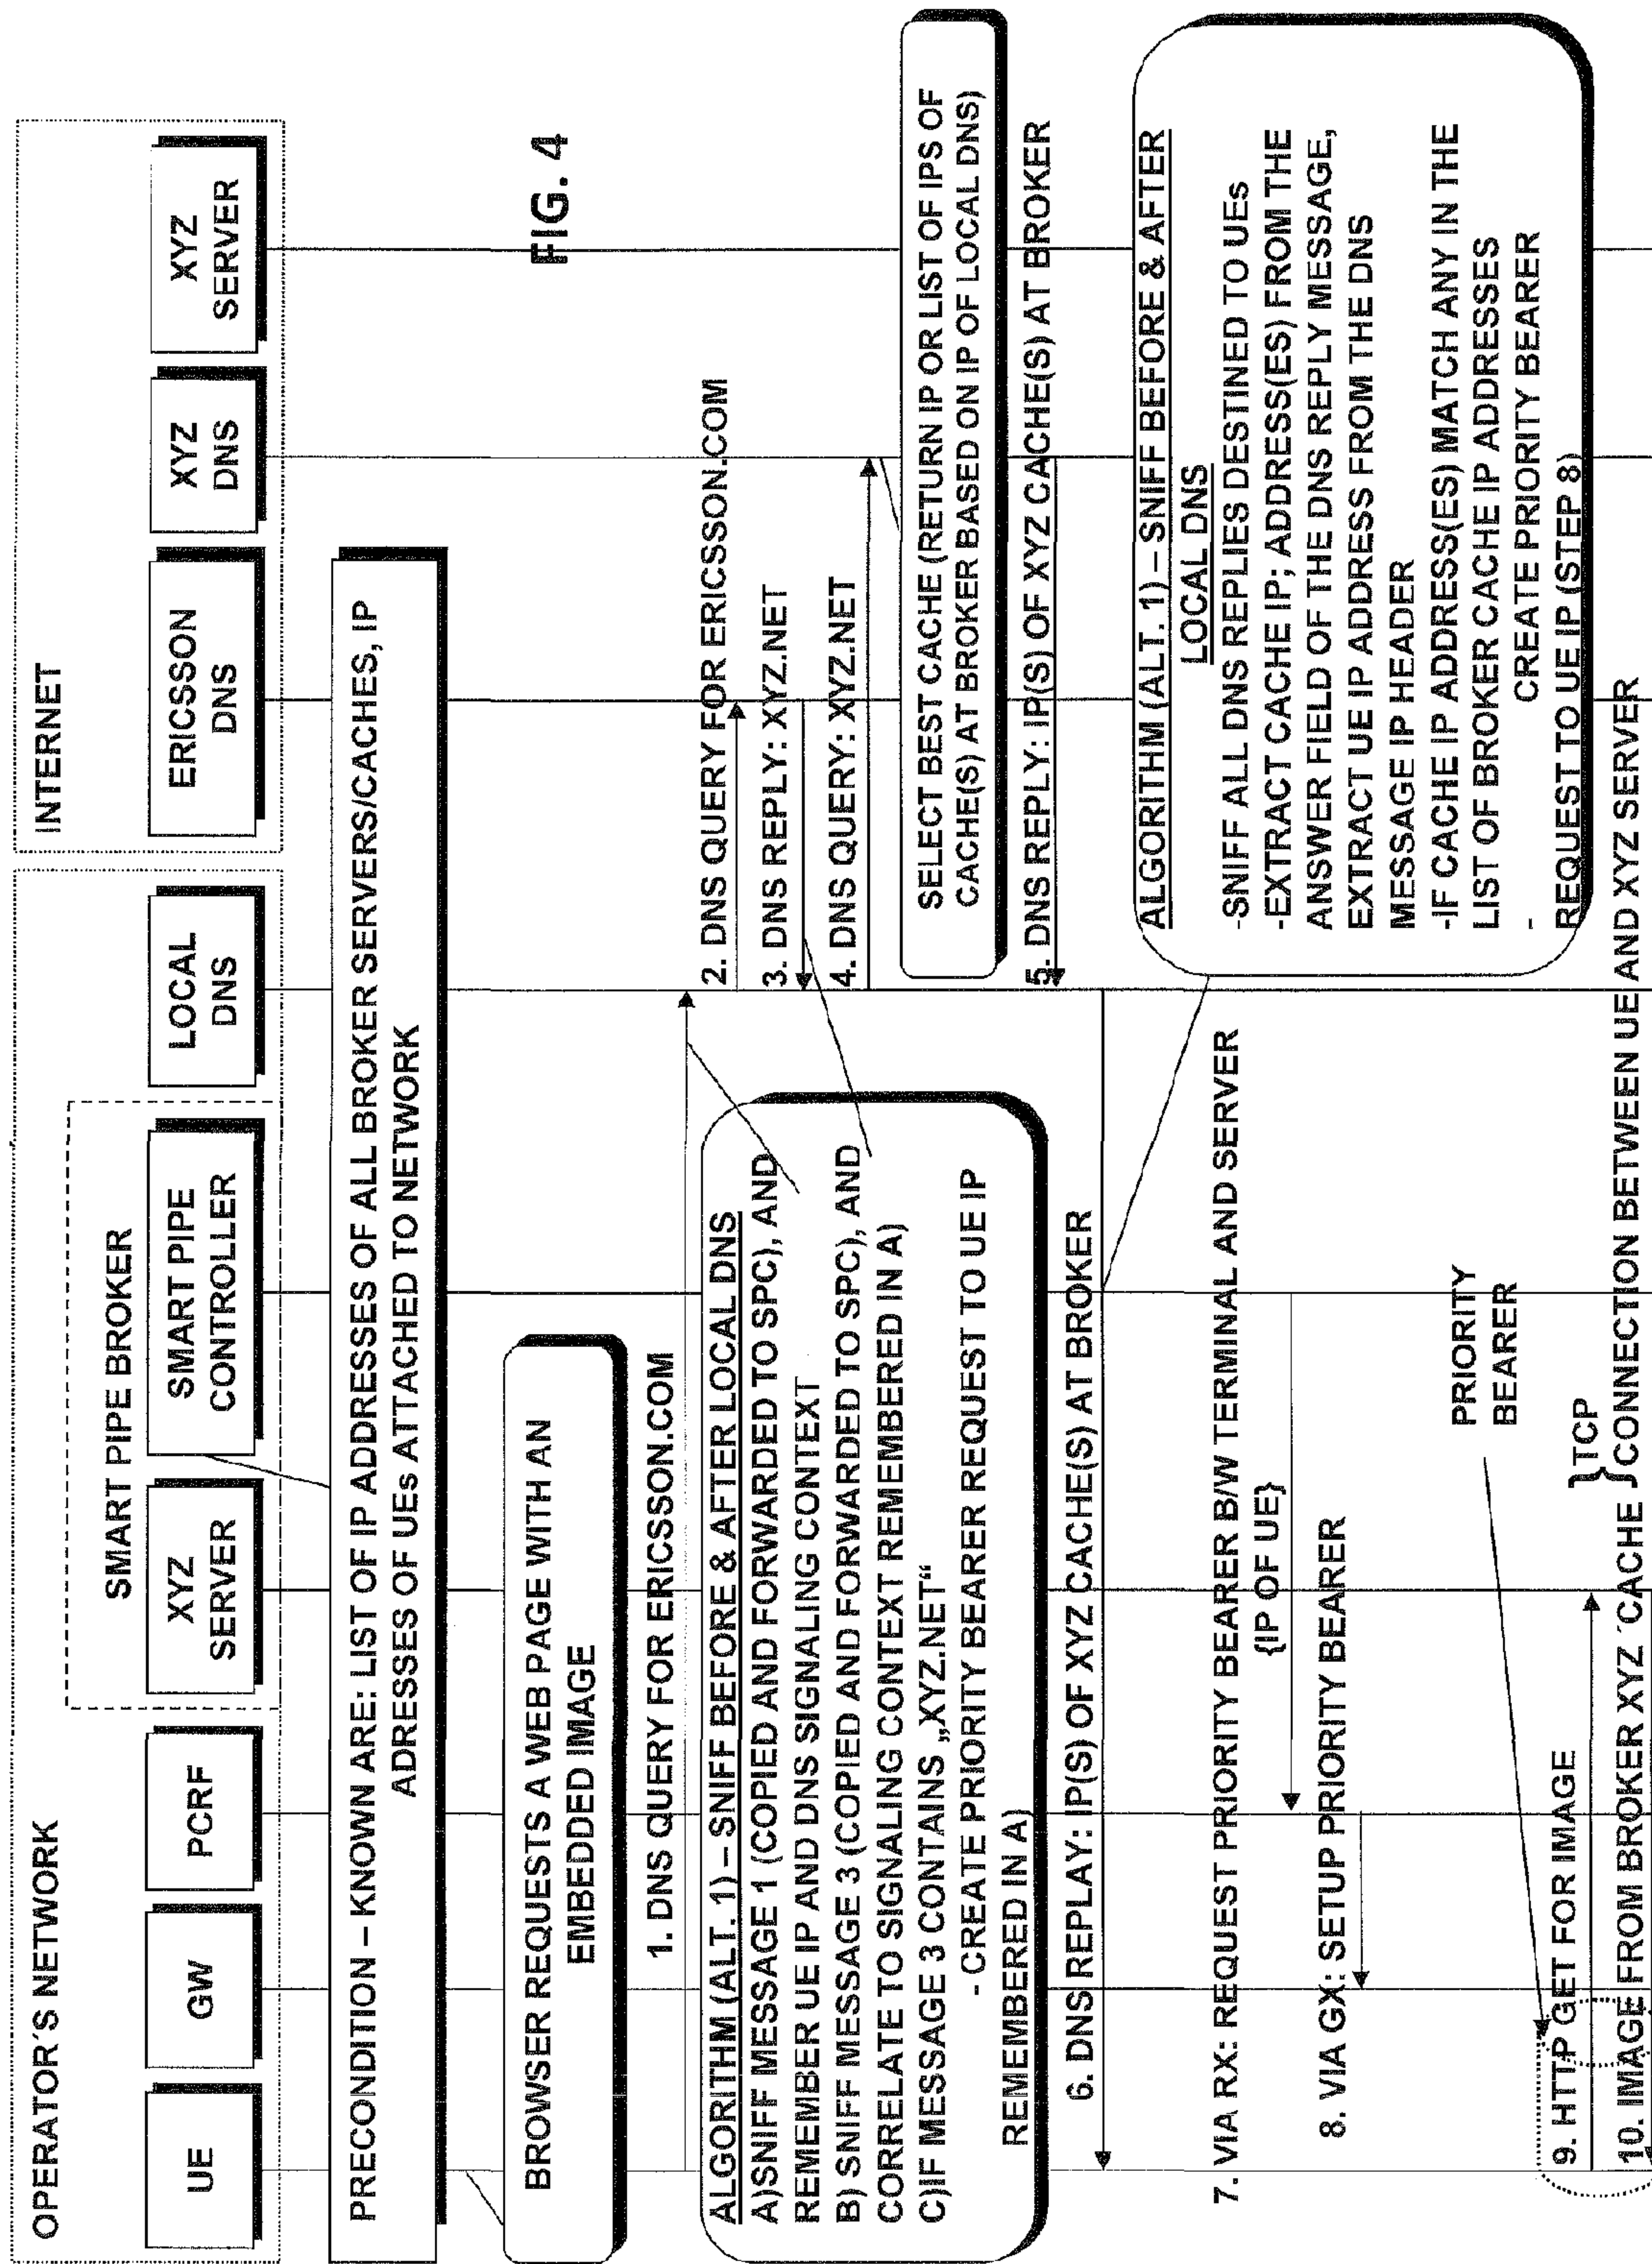 OPERATOR´S NETWORK
INTERNET
SMART PIPE BROKER
UE
GW
PCRF
XYZ
SERVER
SMART PIPE
CONTROLLER
LOCAL
DNS
ERICSSON
DNS
XYZ
DNS
XYZ
SERVER
PRECONDITION – KNOWN ARE: LIST OF IP ADDRESSES OF ALL BROKER SERVERS/CACHES, IP
ADRESSES OF UEs ATTACHED TO NETWORK
BROWSER REQUESTS A WEB PAGE WITH AN
EMBEDDED IMAGE
FIG. 4
1. DNS QUERY FOR ERICSSON.COM
2. DNS QUERY FOR ERICSSON.COM
3. DNS REPLY: XYZ.NET
4. DNS QUERY: XYZ.NET
ALGORITHM (ALT. 1) – SNIFF BEFORE & AFTER LOCAL DNS
A)SNIFF MESSAGE 1 (COPIED AND FORWARDED TO SPC), AND
REMEMBER UE IP AND DNS SIGNALING CONTEXT
B) SNIFF MESSAGE 3 (COPIED AND FORWARDED TO SPC), AND
CORRELATE TO SIGNALING CONTEXT REMEMBERED IN A)
C)IF MESSAGE 3 CONTAINS „XYZ.NET“
- CREATE PRIORITY BEARER REQUEST TO UE IP
REMEMBERED IN A)
SELECT BEST CACHE (RETURN IP OR LIST OF IPS OF
CACHE(S) AT BROKER BASED ON IP OF LOCAL DNS)
5. DNS REPLY: IP(S) OF XYZ CACHE(S) AT BROKER
6. DNS REPLAY: IP(S) OF XYZ CACHE(S) AT BROKER
ALGORITHM (ALT. 1) – SNIFF BEFORE & AFTER
LOCAL DNS
-SNIFF ALL DNS REPLIES DESTINED TO UEs
-EXTRACT CACHE IP; ADDRESS(ES) FROM THE
ANSWER FIELD OF THE DNS REPLY MESSAGE,
EXTRACT UE IP ADDRESS FROM THE DNS
MESSAGE IP HEADER
-IF CACHE IP ADDRESS(ES) MATCH ANY IN THE
LIST OF BROKER CACHE IP ADDRESSES
- CREATE PRIORITY BEARER
REQUEST TO UE IP (STEP 8)
7. VIA RX: REQUEST PRIORITY BEARER B/W TERMINAL AND SERVER
{IP OF UE}
8. VIA GX: SETUP PRIORITY BEARER
PRIORITY
BEARER
9. HTTP GET FOR IMAGE
10. IMAGE FROM BROKER XYZ ´CACHE
}TCP
}CONNECTION BETWEEN UE AND XYZ SERVER